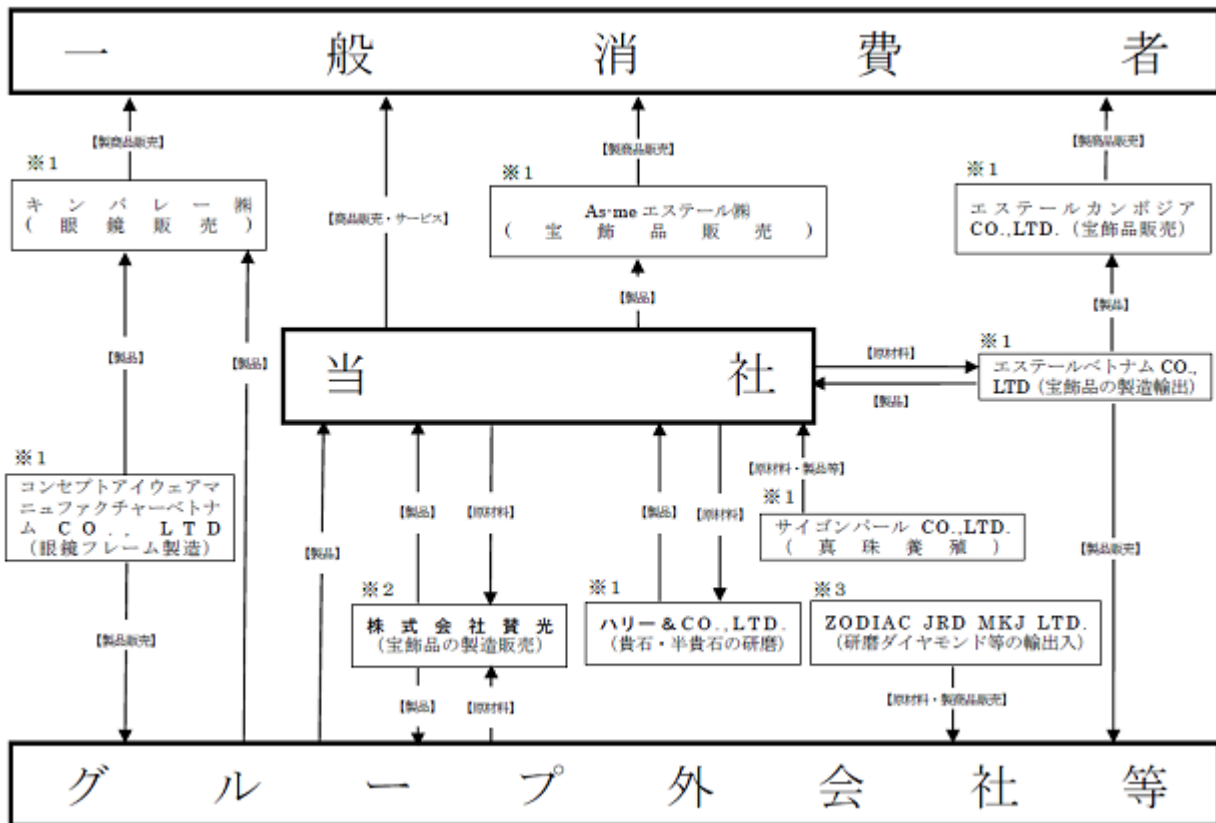 一般消費者
【製商品販売】
【製商品販売】
【製商品販売】
※1
キンバレー㈱
(眼鏡販売)
【商品販売・サービス】
※1
As-meエステール㈱
(宝飾品販売)
※1
エステールカンボジア
CO.,LTD.(宝飾品販売)
【製品】
【製品】
【製品】
【製品】
当社
【原材料】
【製品】
※1
エステールベトナム CO.,
LTD(宝飾品の製造輸出)
※1
コンセプトアイウェアマ
ニュファクチャーベトナ
ム CO., LTD
(眼鏡フレーム製造)
【製品】
【製品】
【原材料】
【製品】
【原材料】
【原材料・製品等】
※1
サイゴンパール CO.,LTD.
(真珠養殖)
【製品販売】
【製品販売】
※2
株式会社賛光
(宝飾品の製造販売)
※1
ハリー&CO.,LTD.
(貴石・半貴石の研磨)
※3
ZODIAC JRD MKJ LTD.
(研磨ダイヤモンド等の輸出入)
【製品】
【原材料】
【原材料・製商品販売】
グループ外会社等